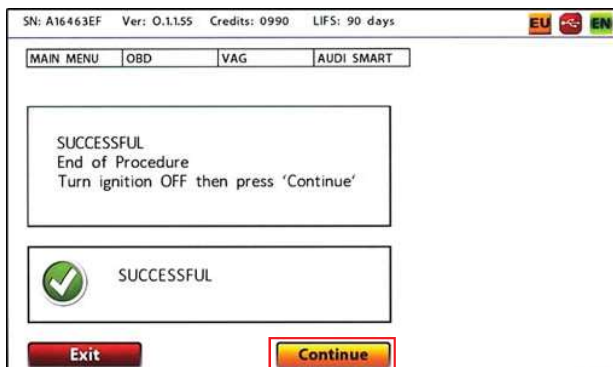 SN: A16463EF Ver: O.1.1.55 Credits: 0990 LIFS: 90 days EU EN
MAIN MENU OBD VAG AUDI SMART
SUCCESSFUL
End of Procedure
Turn ignition OFF then press ‘Continue’
SUCCESSFUL
Exit Continue